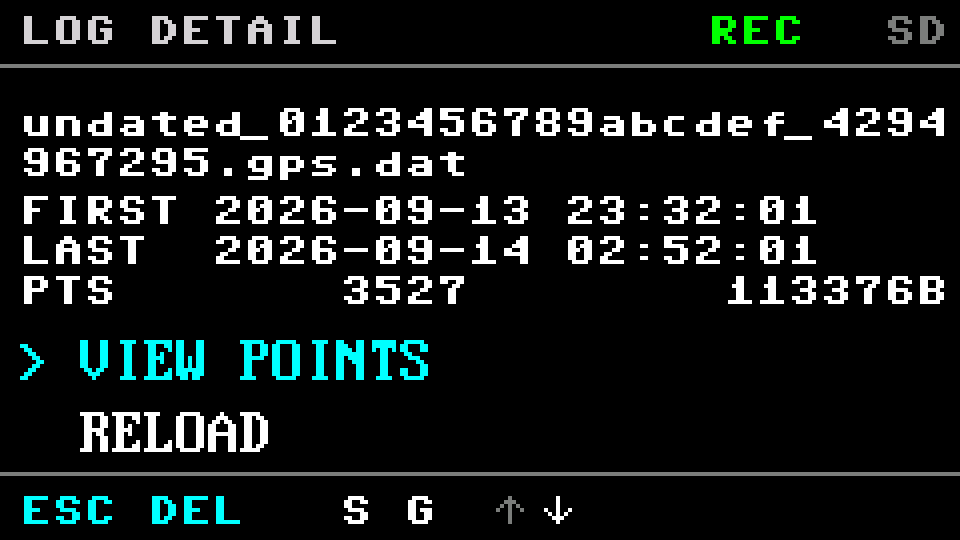 LOG DETAIL REC SD
undated_0123456789abcdef_4294
967295.gps.dat
FIRST 2026-09-13 23:32:01
LAST 2026-09-14 02:52:01
PTS 3527 113376B
> VIEW POINTS
RELOAD
ESC DEL S G ↑ ↓